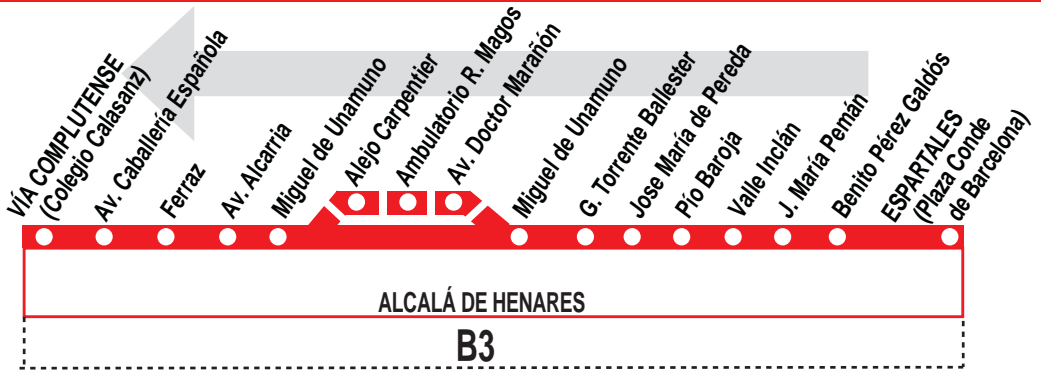 VÍA COMPLUTENSE
(Colegio Calasanz)
Av. Caballería Española
Ferraz
Av. Alcarria
Miguel de Unamuno
Alejo Carpentier
Ambulatorio R. Magos
Av. Doctor Marañón
Miguel de Unamuno
G. Torrente Ballester
Jose María de Pereda
Pío Baroja
Valle Inclán
J. María Pemán
Benito Pérez Galdós
ESPARTALES
(Plaza Conde
de Barcelona)
ALCALÁ DE HENARES
B3